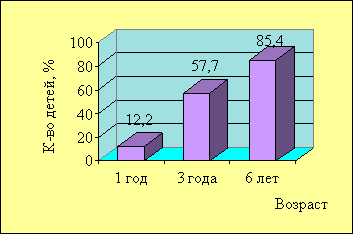 К-во детей, %
100
80
60
40
20
0
12,2
57,7
85,4
1 год
3 года
6 лет
Возраст